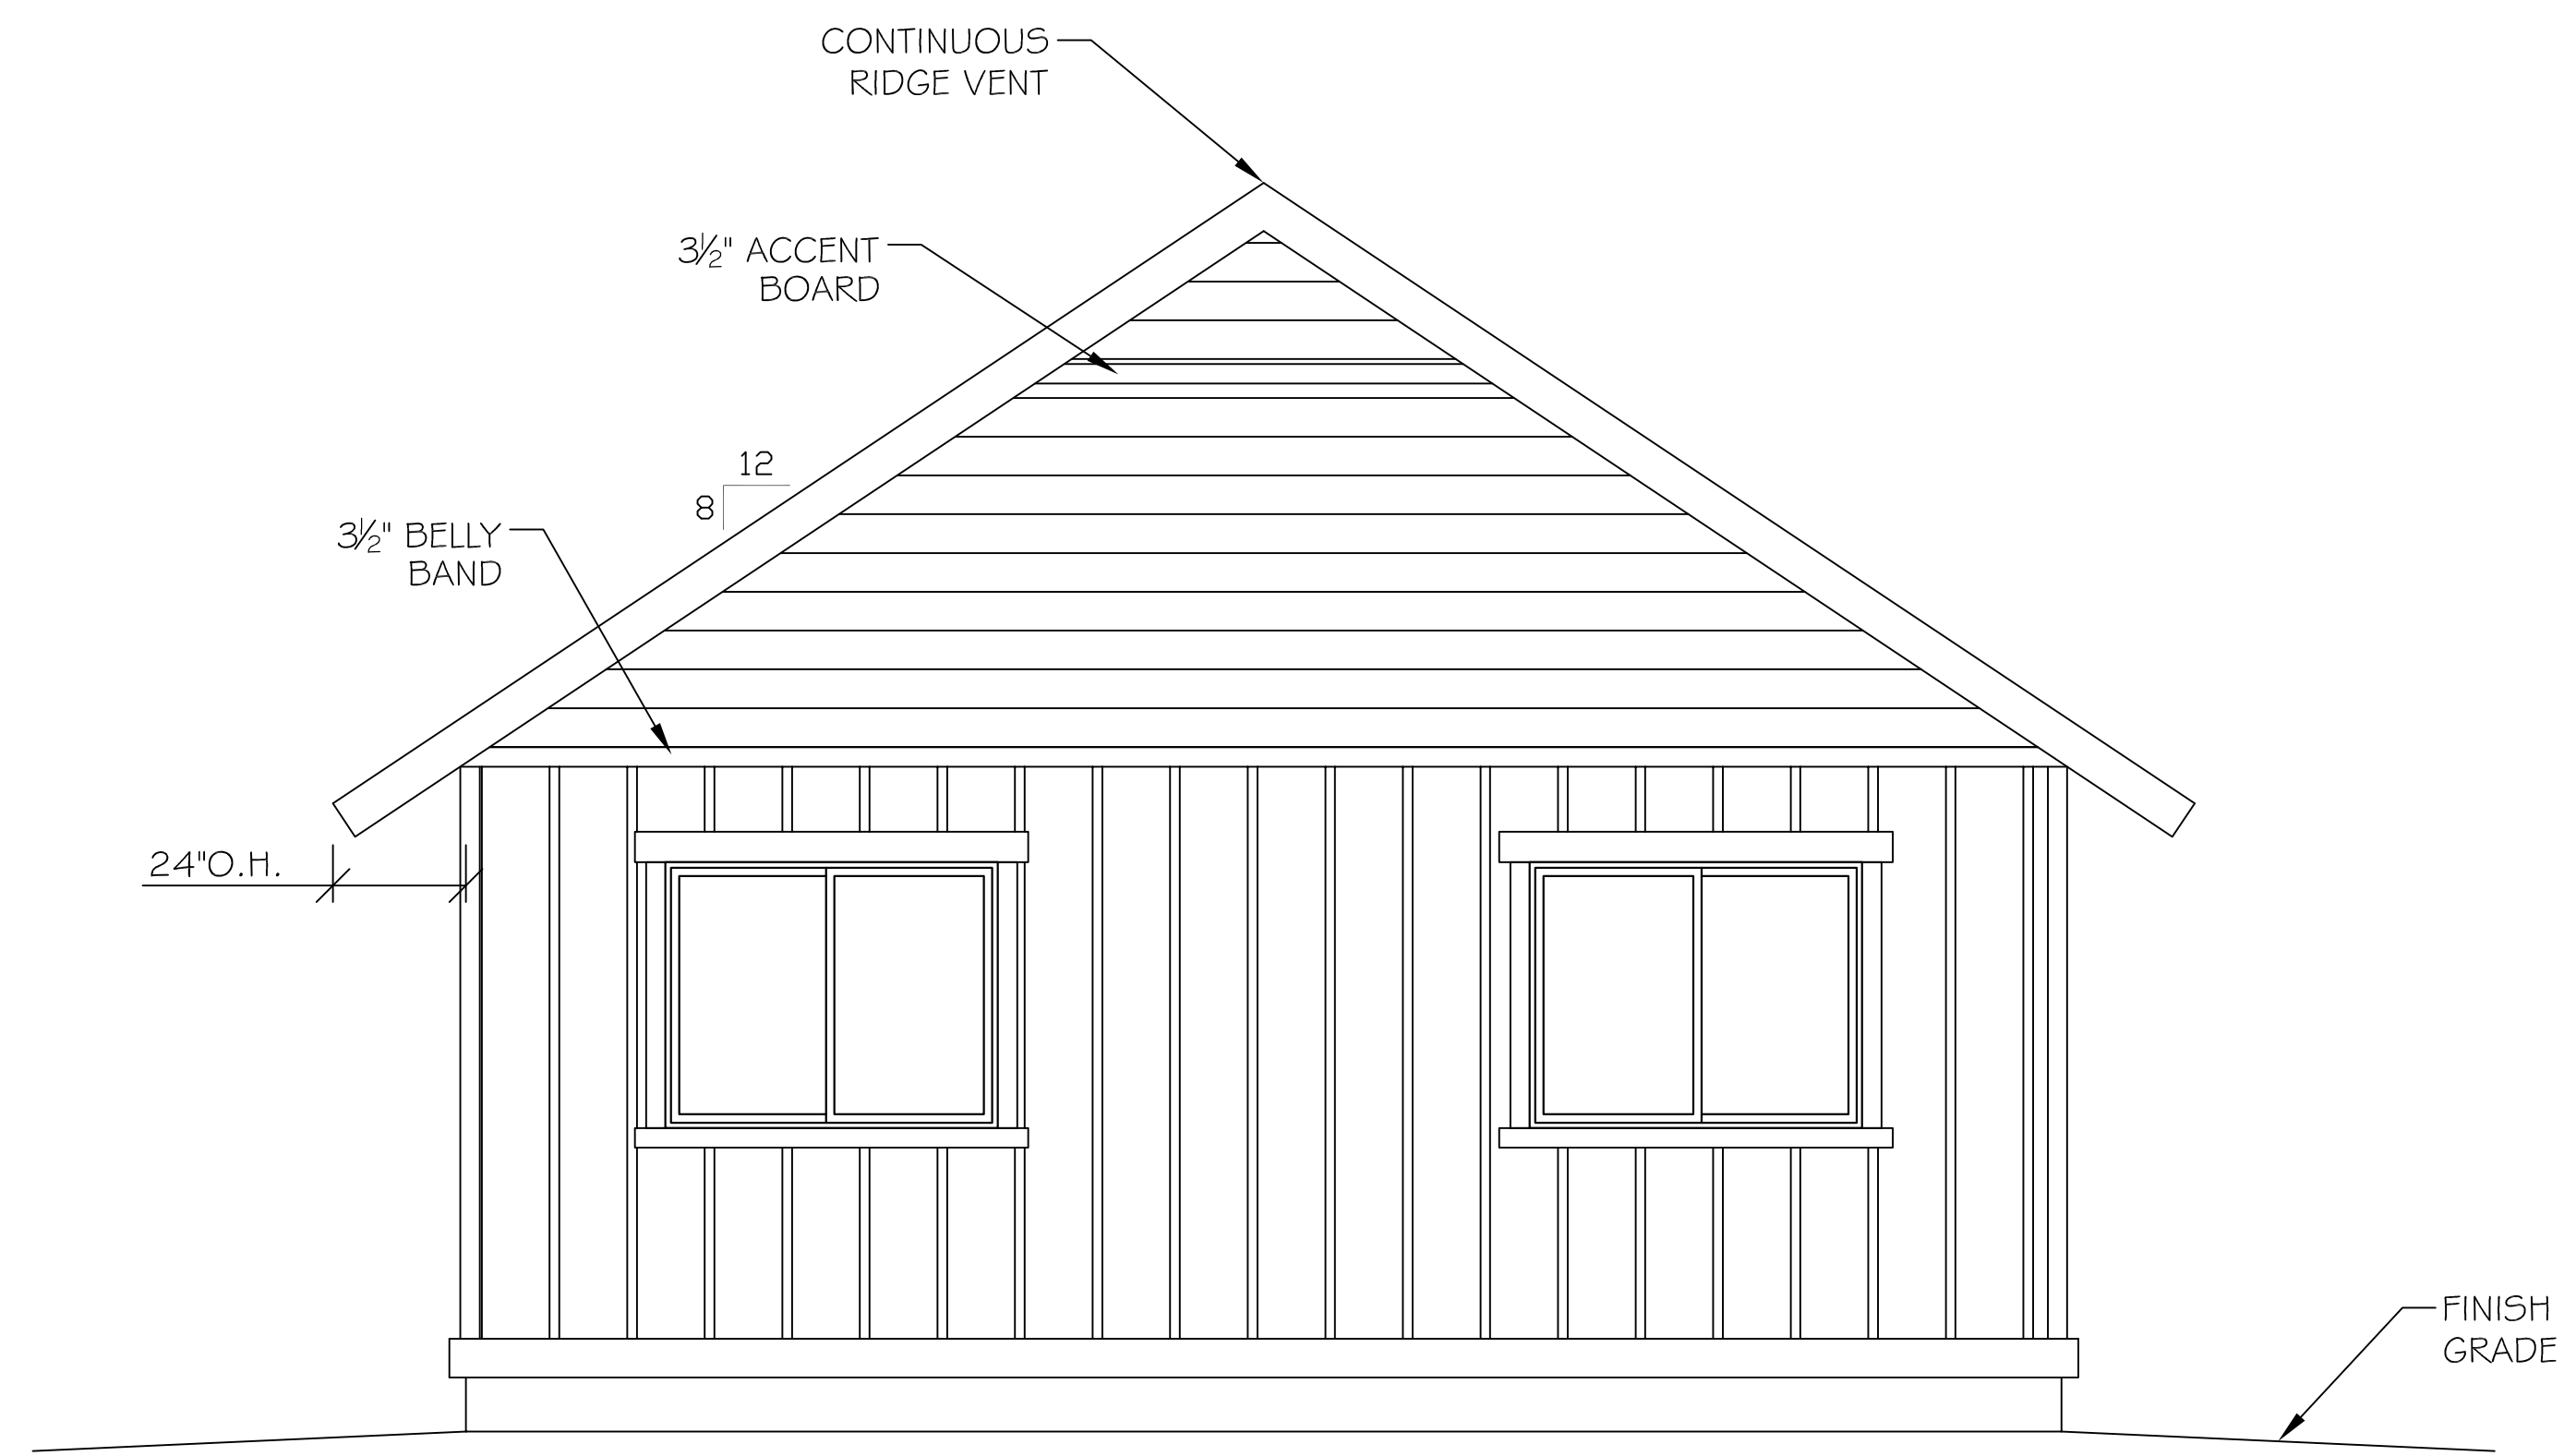 CONTINUOUS
RIDGE VENT
3½" ACCENT
BOARD
12
8
3½" BELLY
BAND
24"O.H.
FINISH
GRADE